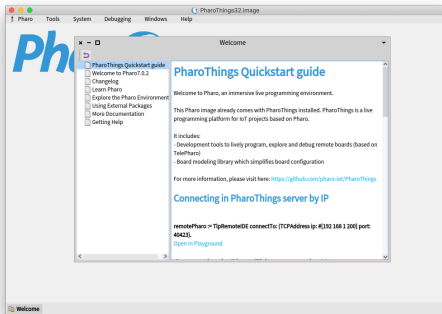 PharoThings32.image
Pharo Tools System Debugging Windows Help
Pha
Welcome
PharoThings Quickstart guide
Welcome to Pharo7.0.2
Changelog
Learn Pharo
Explore the Pharo Environment
Using External Packages
More Documentation
Getting Help
PharoThings Quickstart guide
Welcome to Pharo, an immersive live programming environment.
This Pharo image already comes with PharoThings installed. PharoThings is a live
programming platform for IoT projects based on Pharo.
It includes:
- Development tools to lively program, explore and debug remote boards (based on
TelePharo)
- Board modeling library which simplifies board configuration
For more information, please visit here: https://github.com/pharo-iot/PharoThings
Connecting in PharoThings server by IP
remotePharo := TlpRemoteIDE connectTo: (TCPAddress ip: #[192 168 1 200] port:
40423).
Open in Playground
Welcome